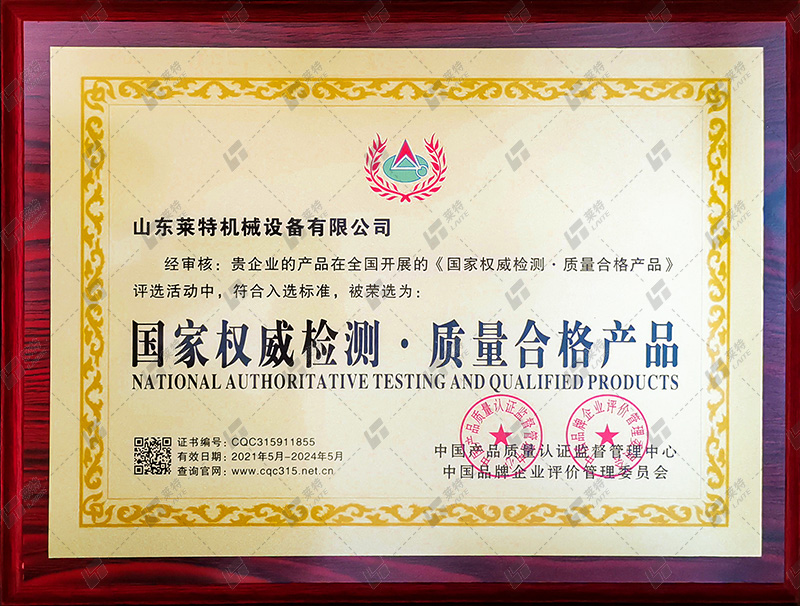 山东莱特机械设备有限公司
经审核：贵企业的产品在全国开展的《国家权威检测·质量合格产品》
评选活动中，符合入选标准，被荣选为：
国家权威检测·质量合格产品
NATIONAL AUTHORITATIVE TESTING AND QUALIFIED PRODUCTS
证书编号：CQC315911855
有效日期：2021年5月-2024年5月
查询官网：www.cqc315.net.cn
中国产品质量认证监督管理中心
中国品牌企业评价管理委员会
莱特
LAITE